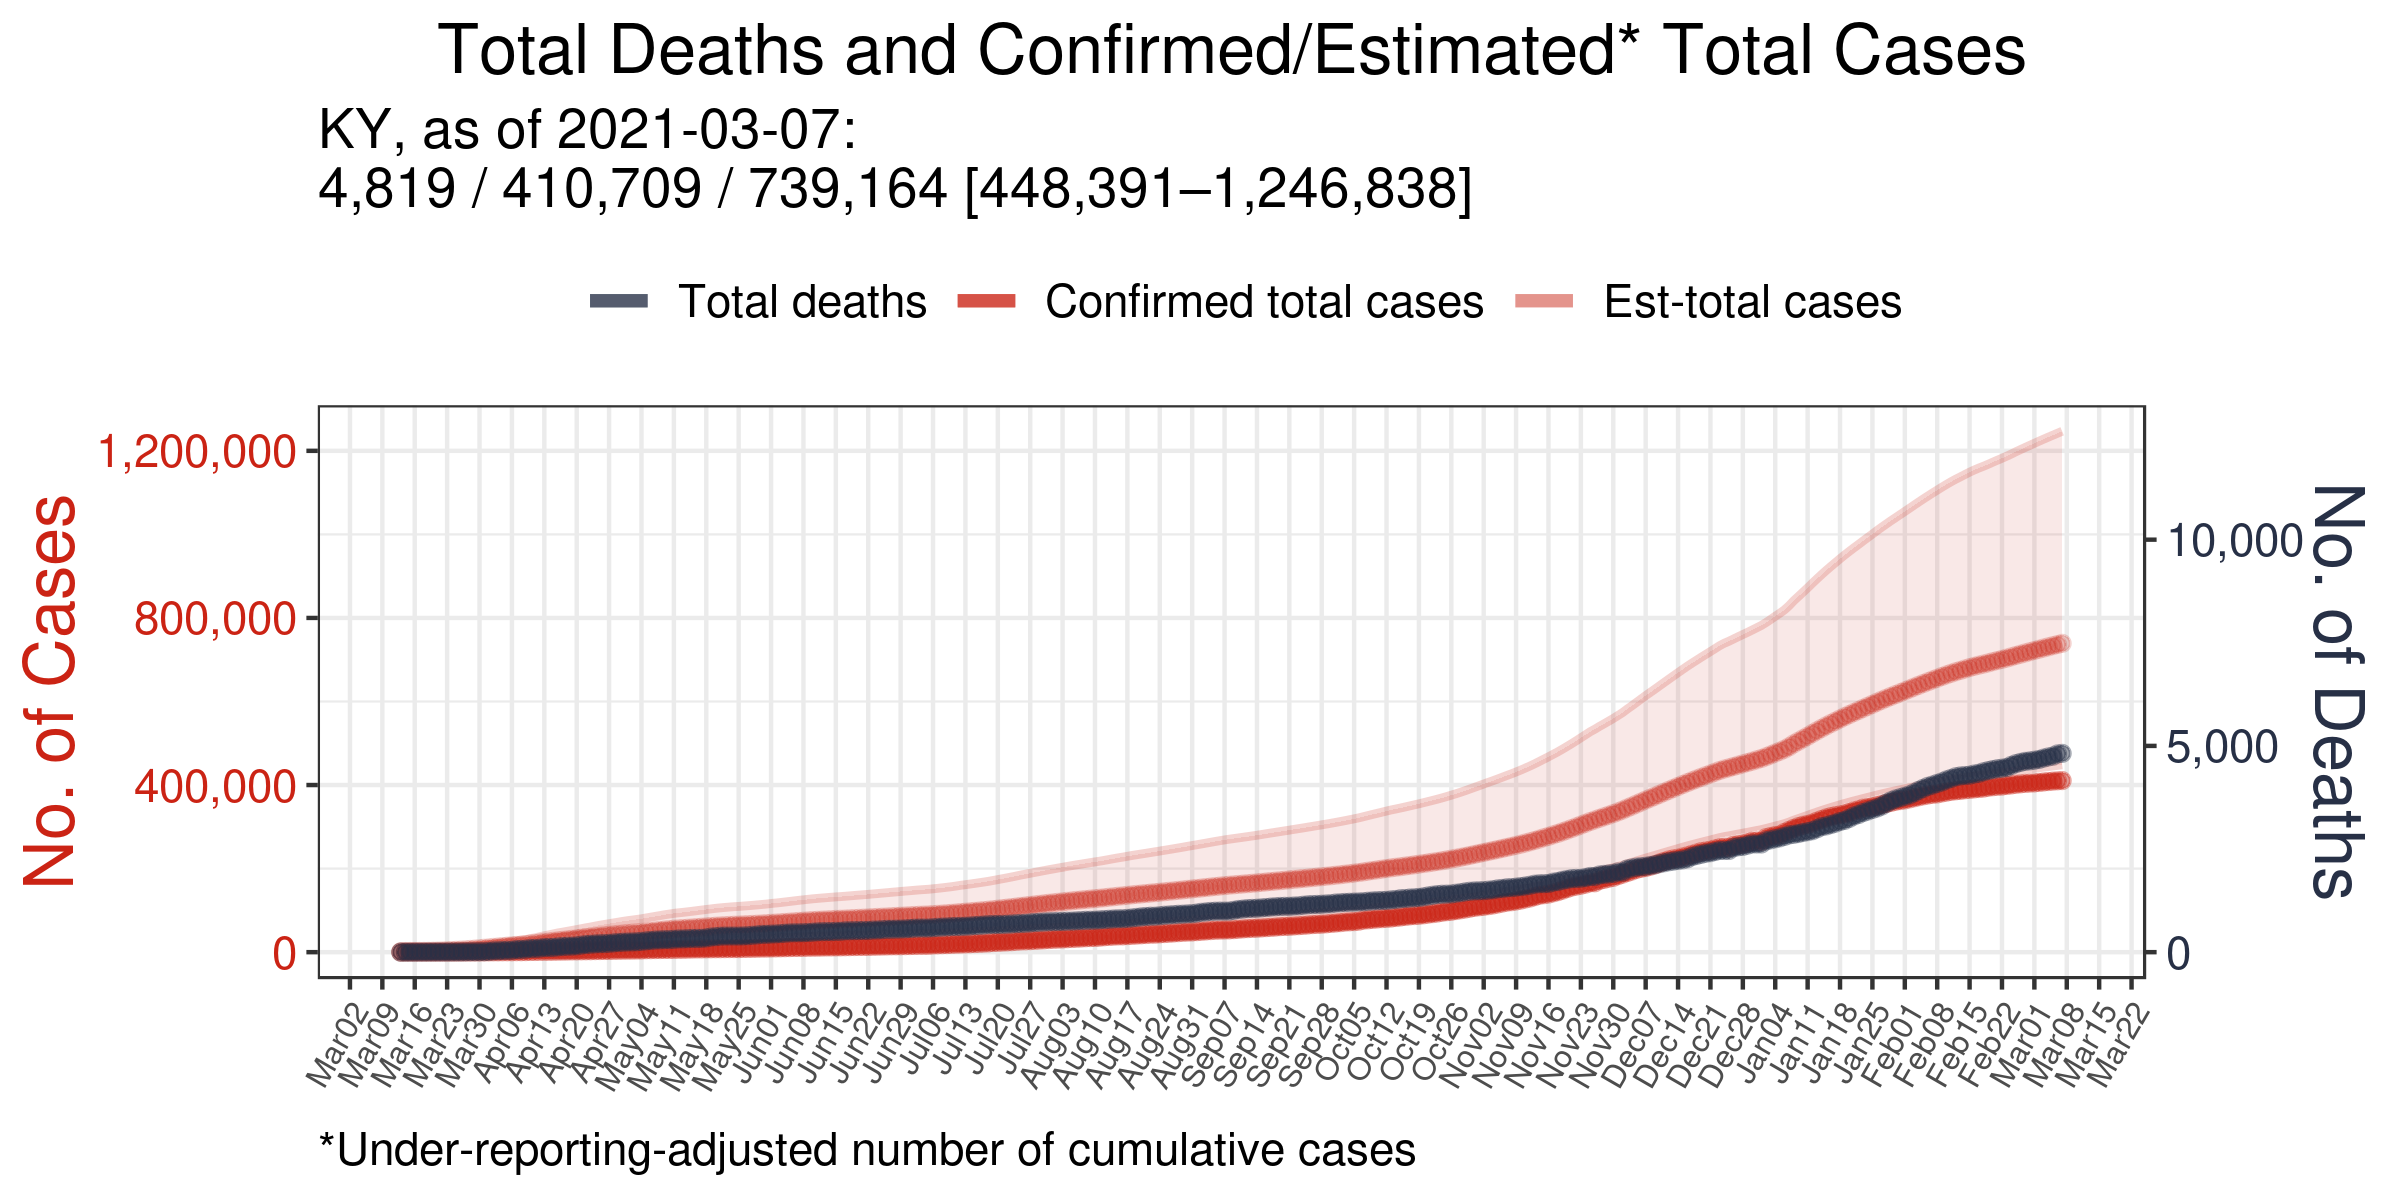 Total Deaths and Confirmed/Estimated* Total Cases
KY, as of 2021-03-07:
4,819 / 410,709 / 739,164 [448,391–1,246,838]
Total deaths
Confirmed total cases
Est-total cases
No. of Cases
1,200,000
800,000
400,000
0
10,000
5,000
0
No. of Deaths
Mar02
Mar09
Mar16
Mar23
Mar30
Apr06
Apr13
Apr20
Apr27
May04
May11
May18
May25
Jun01
Jun08
Jun15
Jun22
Jun29
Jul06
Jul13
Jul20
Jul27
Aug03
Aug10
Aug17
Aug24
Aug31
Sep07
Sep14
Sep21
Sep28
Oct05
Oct12
Oct19
Oct26
Nov02
Nov09
Nov16
Nov23
Nov30
Dec07
Dec14
Dec21
Dec28
Jan04
Jan11
Jan18
Jan25
Feb01
Feb08
Feb15
Feb22
Mar01
Mar08
Mar15
Mar22
*Under-reporting-adjusted number of cumulative cases